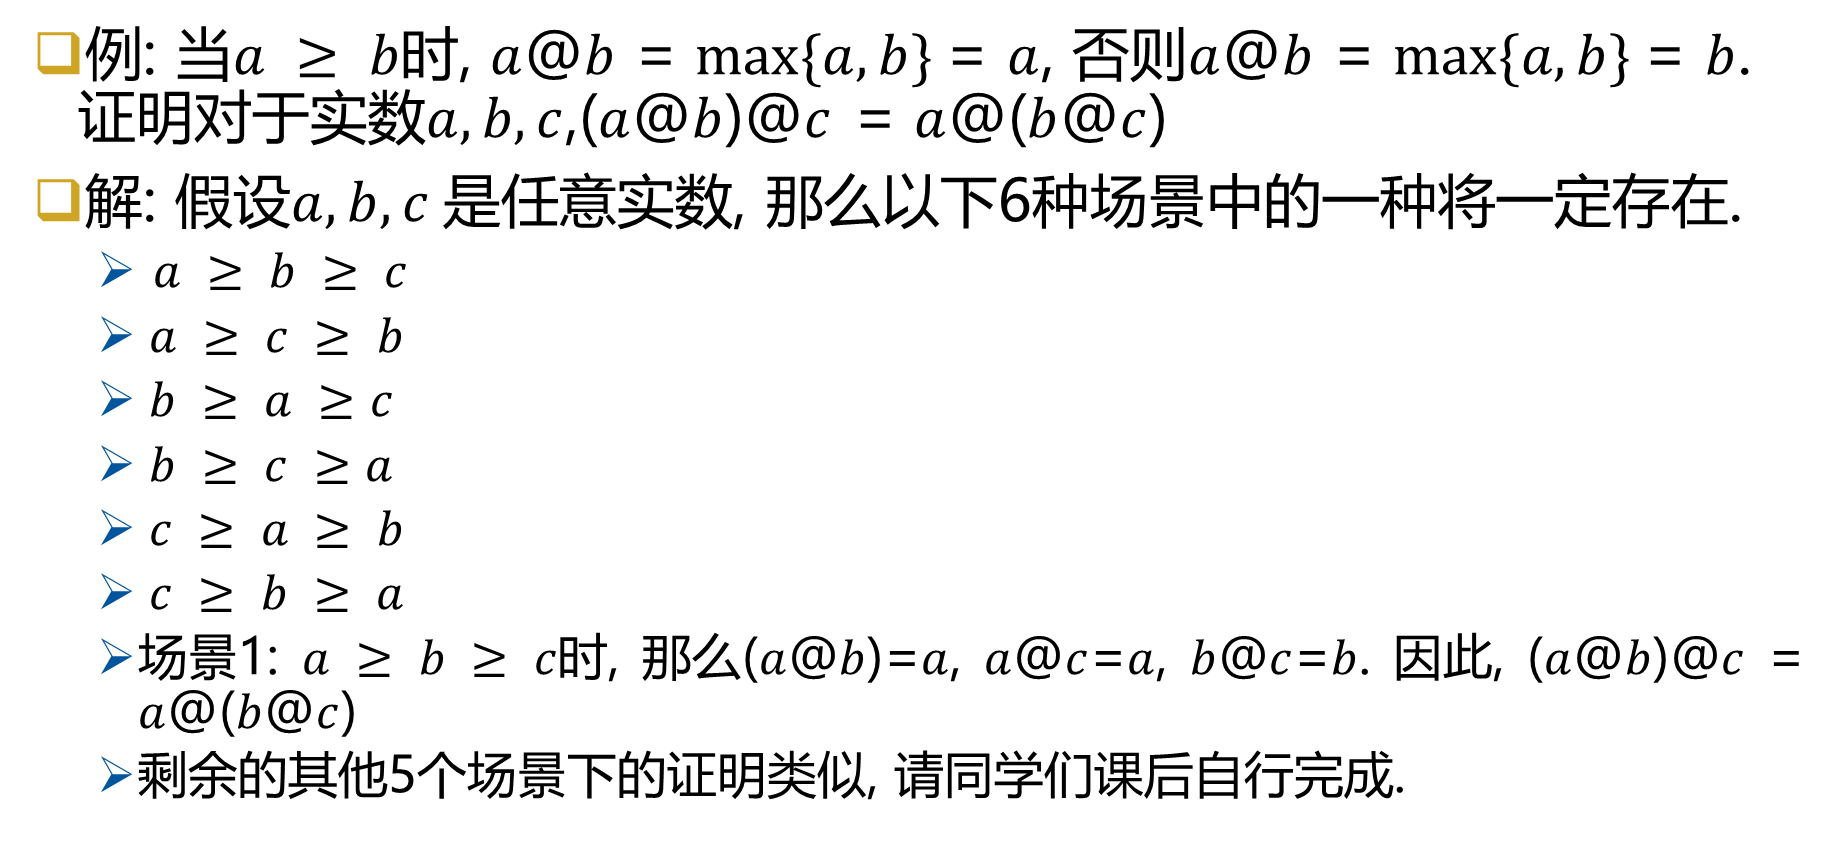 例: 当a ≥ b时, a@b = max{a, b} = a, 否则a@b = max{a, b} = b.
证明对于实数a, b, c,(a@b)@c = a@(b@c)
解: 假设a, b, c 是任意实数, 那么以下6种场景中的一种将一定存在.
a ≥ b ≥ c
a ≥ c ≥ b
b ≥ a ≥ c
b ≥ c ≥ a
c ≥ a ≥ b
c ≥ b ≥ a
场景1: a ≥ b ≥ c时, 那么(a@b)=a, a@c=a, b@c=b. 因此, (a@b)@c =
a@(b@c)
剩余的其他5个场景下的证明类似, 请同学们课后自行完成.